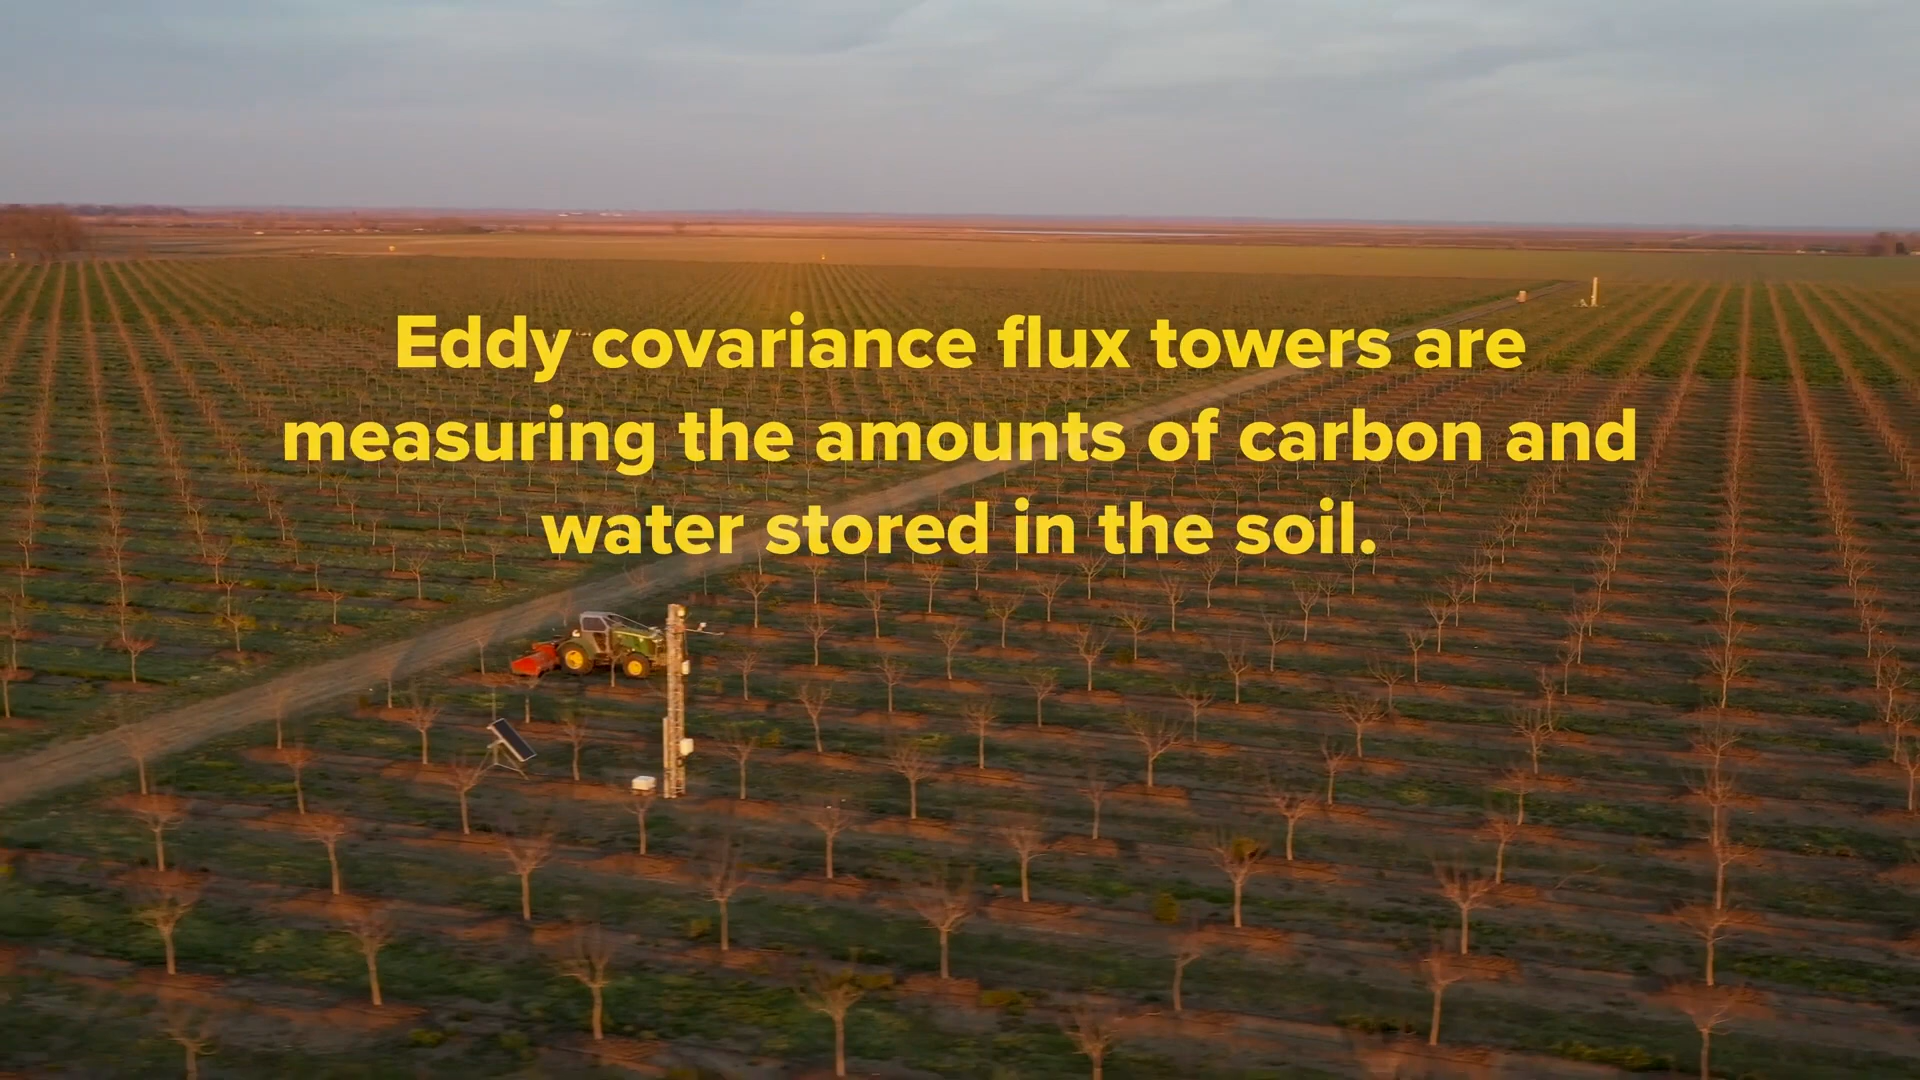 Eddy covariance flux towers are
measuring the amounts of carbon and
water stored in the soil.